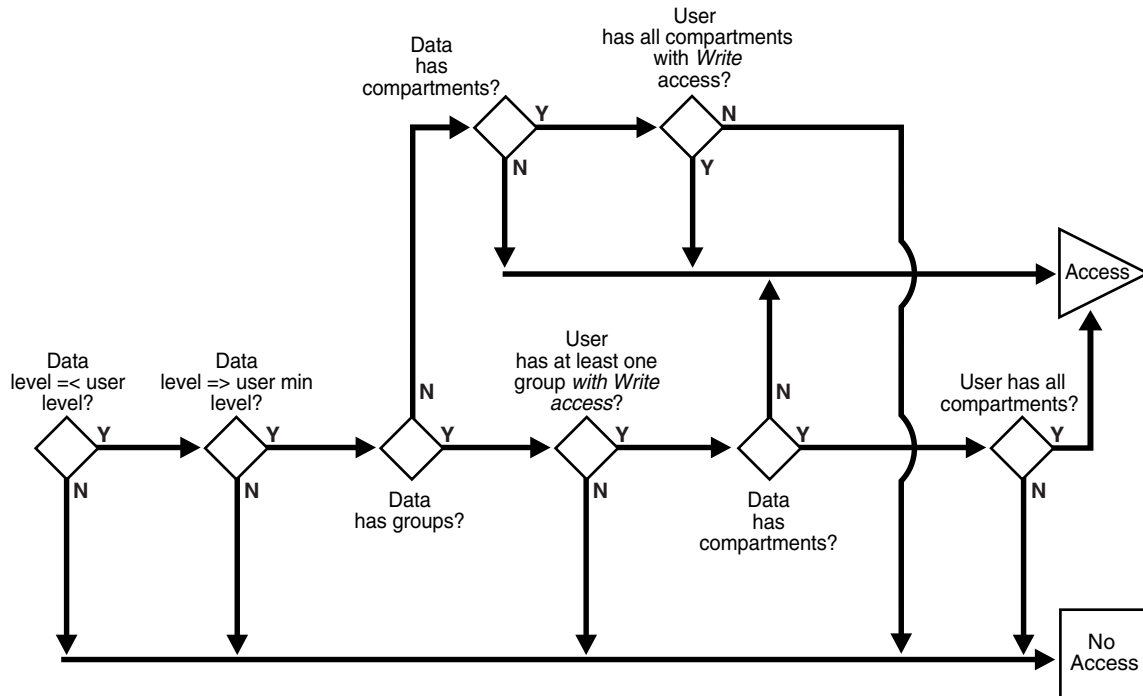 User
has all compartments
with Write
access?
Data
has
compartments?
Y
N
N
Y
Access
Data
level =< user
level?
Data
level => user min
level?
User
has at least one
group with Write
access?
User has all
compartments?
N
N
Y
Y
Y
Y
Y
Y
N
N
N
N
Data
has groups?
Data
has
compartments?
No
Access